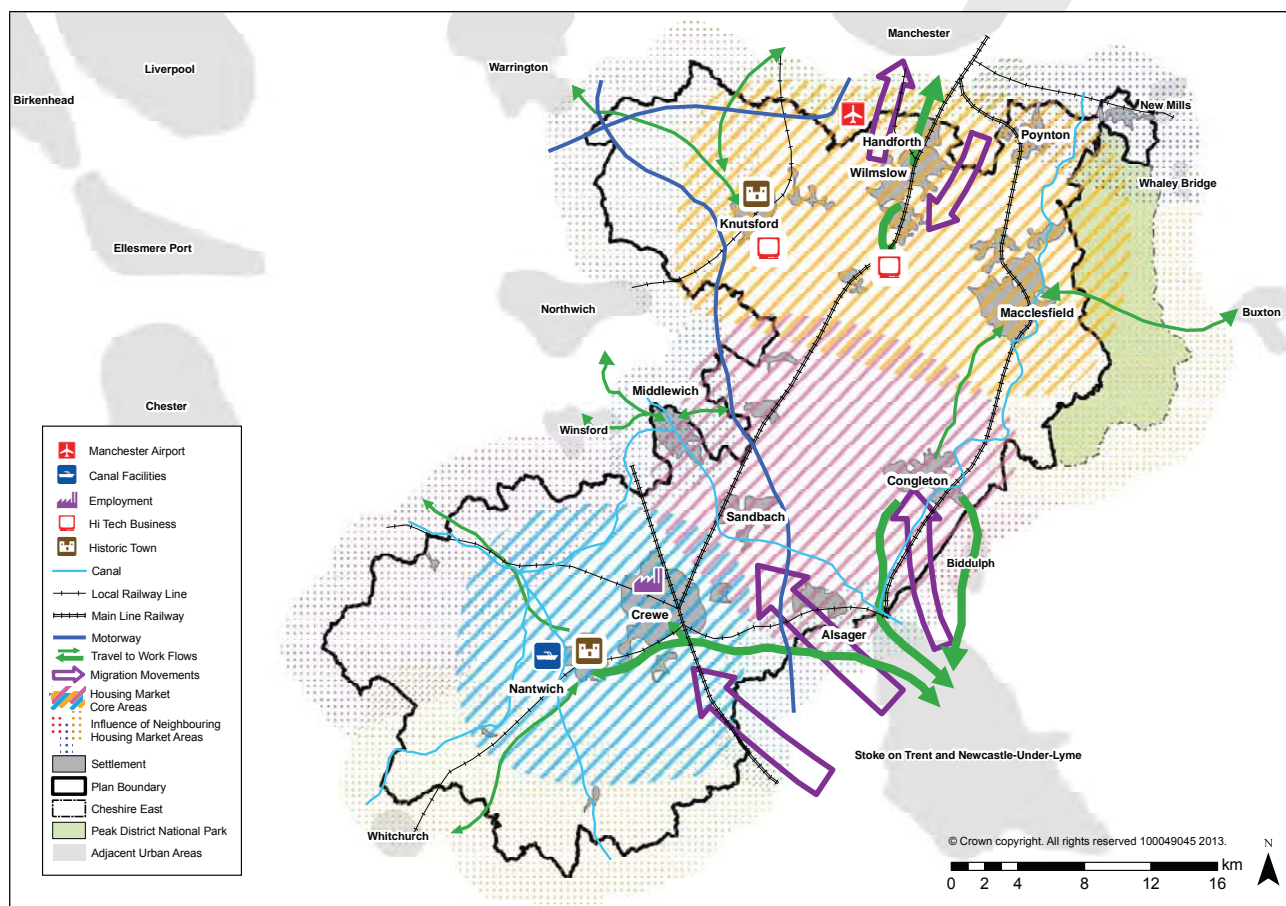 Manchester
Liverpool
Warrington
Birkenhead
New Mills
Handforth
Poynton
Wilmslow
Whaley Bridge
Knutsford
Ellesmere Port
Northwich
Macclesfield
Buxton
Middlewich
Chester
Winsford
Congleton
Sandbach
Biddulph
Crewe
Alsager
Nantwich
Stoke on Trent and Newcastle-Under-Lyme
Whitchurch
Manchester Airport
Canal Facilities
Employment
Hi Tech Business
Historic Town
Canal
Local Railway Line
Main Line Railway
Motorway
Travel to Work Flows
Migration Movements
Housing Market
Core Areas
Influence of Neighbouring
Housing Market Areas
Settlement
Plan Boundary
Cheshire East
Peak District National Park
Adjacent Urban Areas
© Crown copyright. All rights reserved 100049045 2013.
N
km
0 2 4 8 12 16